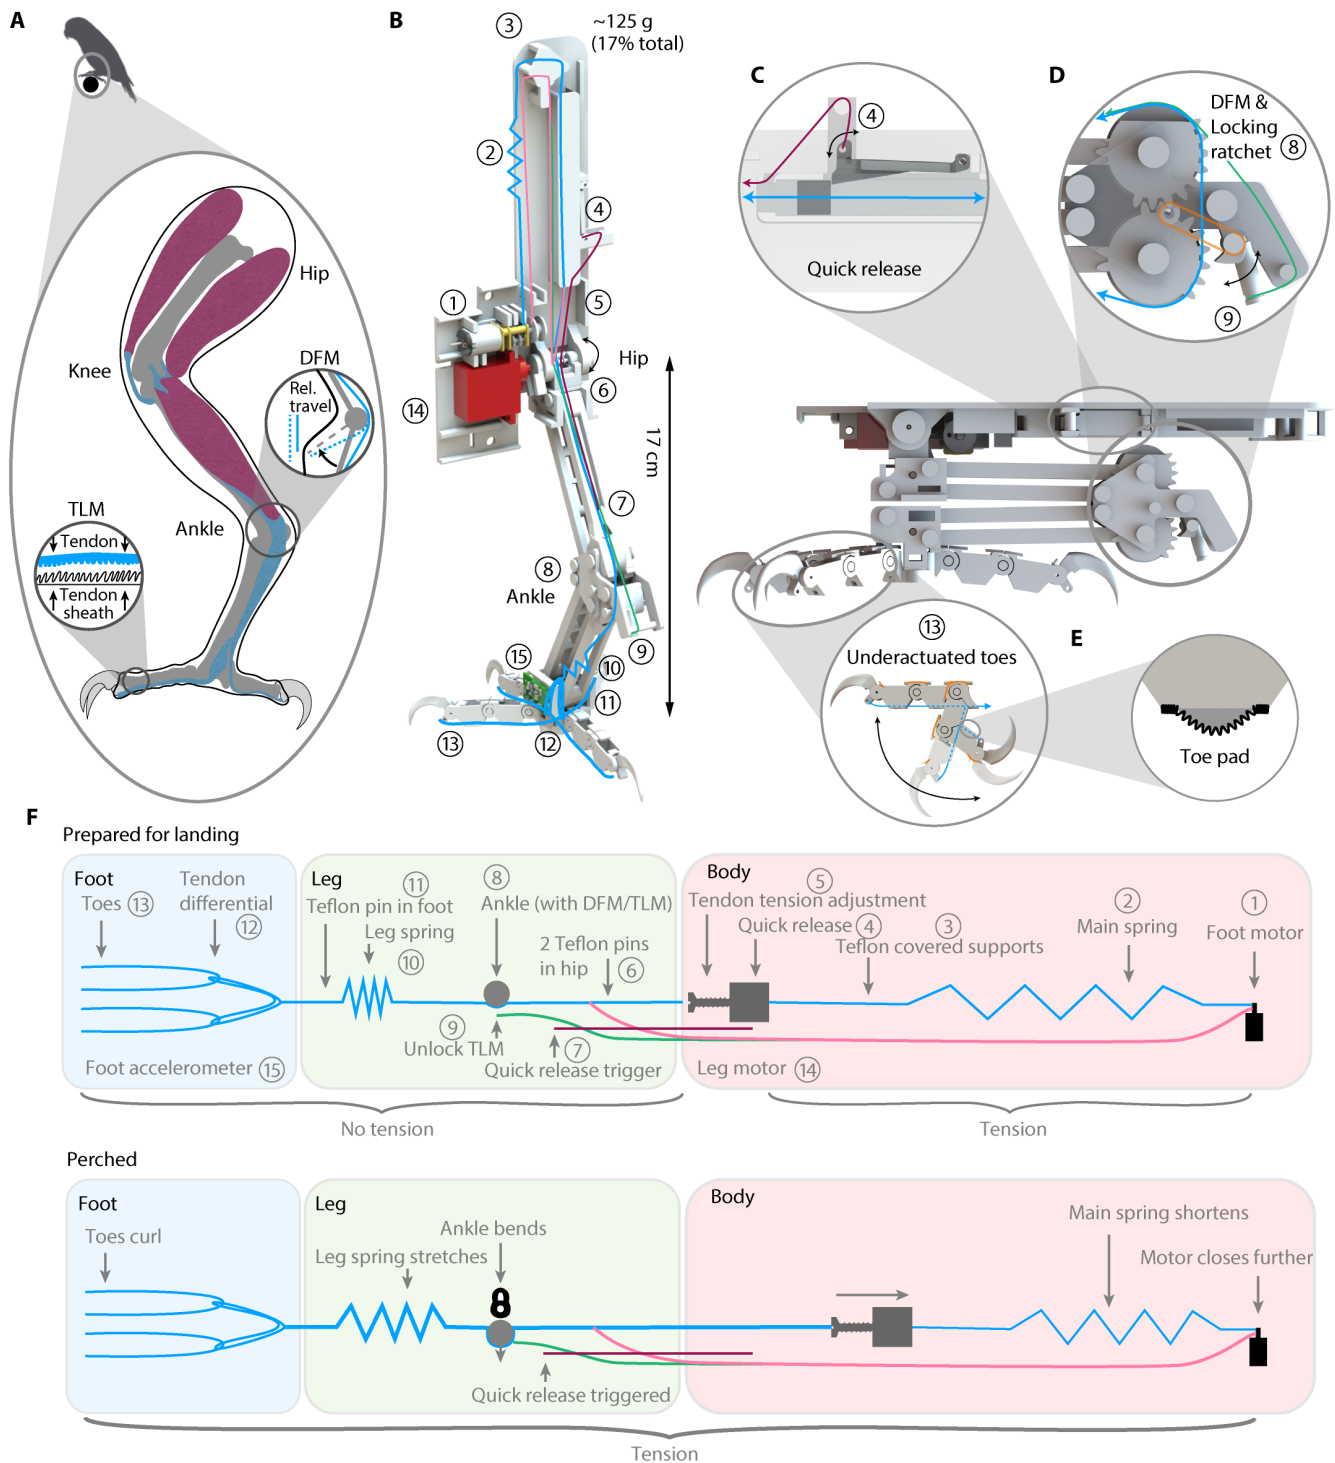 A
Hip
Knee
DFM
Rel.
travel
TLM
Tendon
Tendon
sheath
Ankle
B
3
~125 g
(17% total)
2
4
1
5
Hip
6
14
17 cm
7
8
Ankle
9
15
10
11
13
12
C
4
Quick release
D
DFM &
Locking
ratchet 8
9
13
Underactuated toes
E
Toe pad
F
Prepared for landing
Foot
Toes 13
Tendon
differential
12
Foot accelerometer 15
Leg
11
Teflon pin in foot
Leg spring
10
8
Ankle (with DFM/TLM)
2 Teflon pins
in hip
6
9
Unlock TLM
7
Quick release trigger
Body
5
Tendon tension adjustment
Quick release 4
3
Teflon covered supports
2
Main spring
1
Foot motor
Leg motor 14
No tension
Tension
Perched
Foot
Toes curl
Leg
Ankle bends
Leg spring stretches
Quick release triggered
Body
Main spring shortens
Motor closes further
Tension